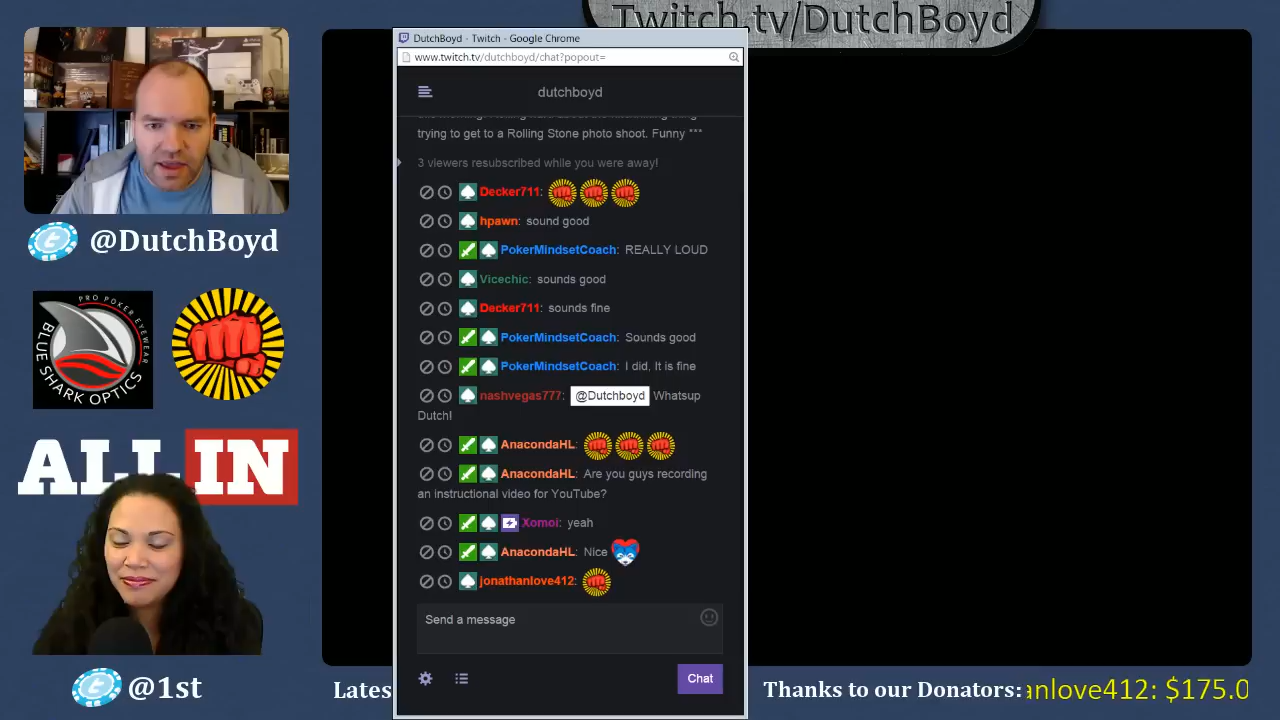 Twitch.tv/DutchBoyd
DutchBoyd - Twitch - Google Chrome
www.twitch.tv/dutchboyd/chat?popout=
dutchboyd
trying to get to a Rolling Stone photo shoot. Funny ***
3 viewers resubscribed while you were away!
Decker711:
hpawn: sound good
PokerMindsetCoach: REALLY LOUD
Vicechic: sounds good
Decker711: sounds fine
PokerMindsetCoach: Sounds good
PokerMindsetCoach: I did. It is fine
nashvegas777: @Dutchboyd Whatsup
Dutch!
AnacondaHL:
AnacondaHL: Are you guys recording
an instructional video for YouTube?
Xomoi: yeah
AnacondaHL: Nice
jonathanlove412:
Send a message
Chat
@DutchBoyd
PRO POKER EYEWEAR
BLUE SHARK OPTICS
ALL IN
@1st
Lates
Thanks to our Donators: anlove412: $175.0